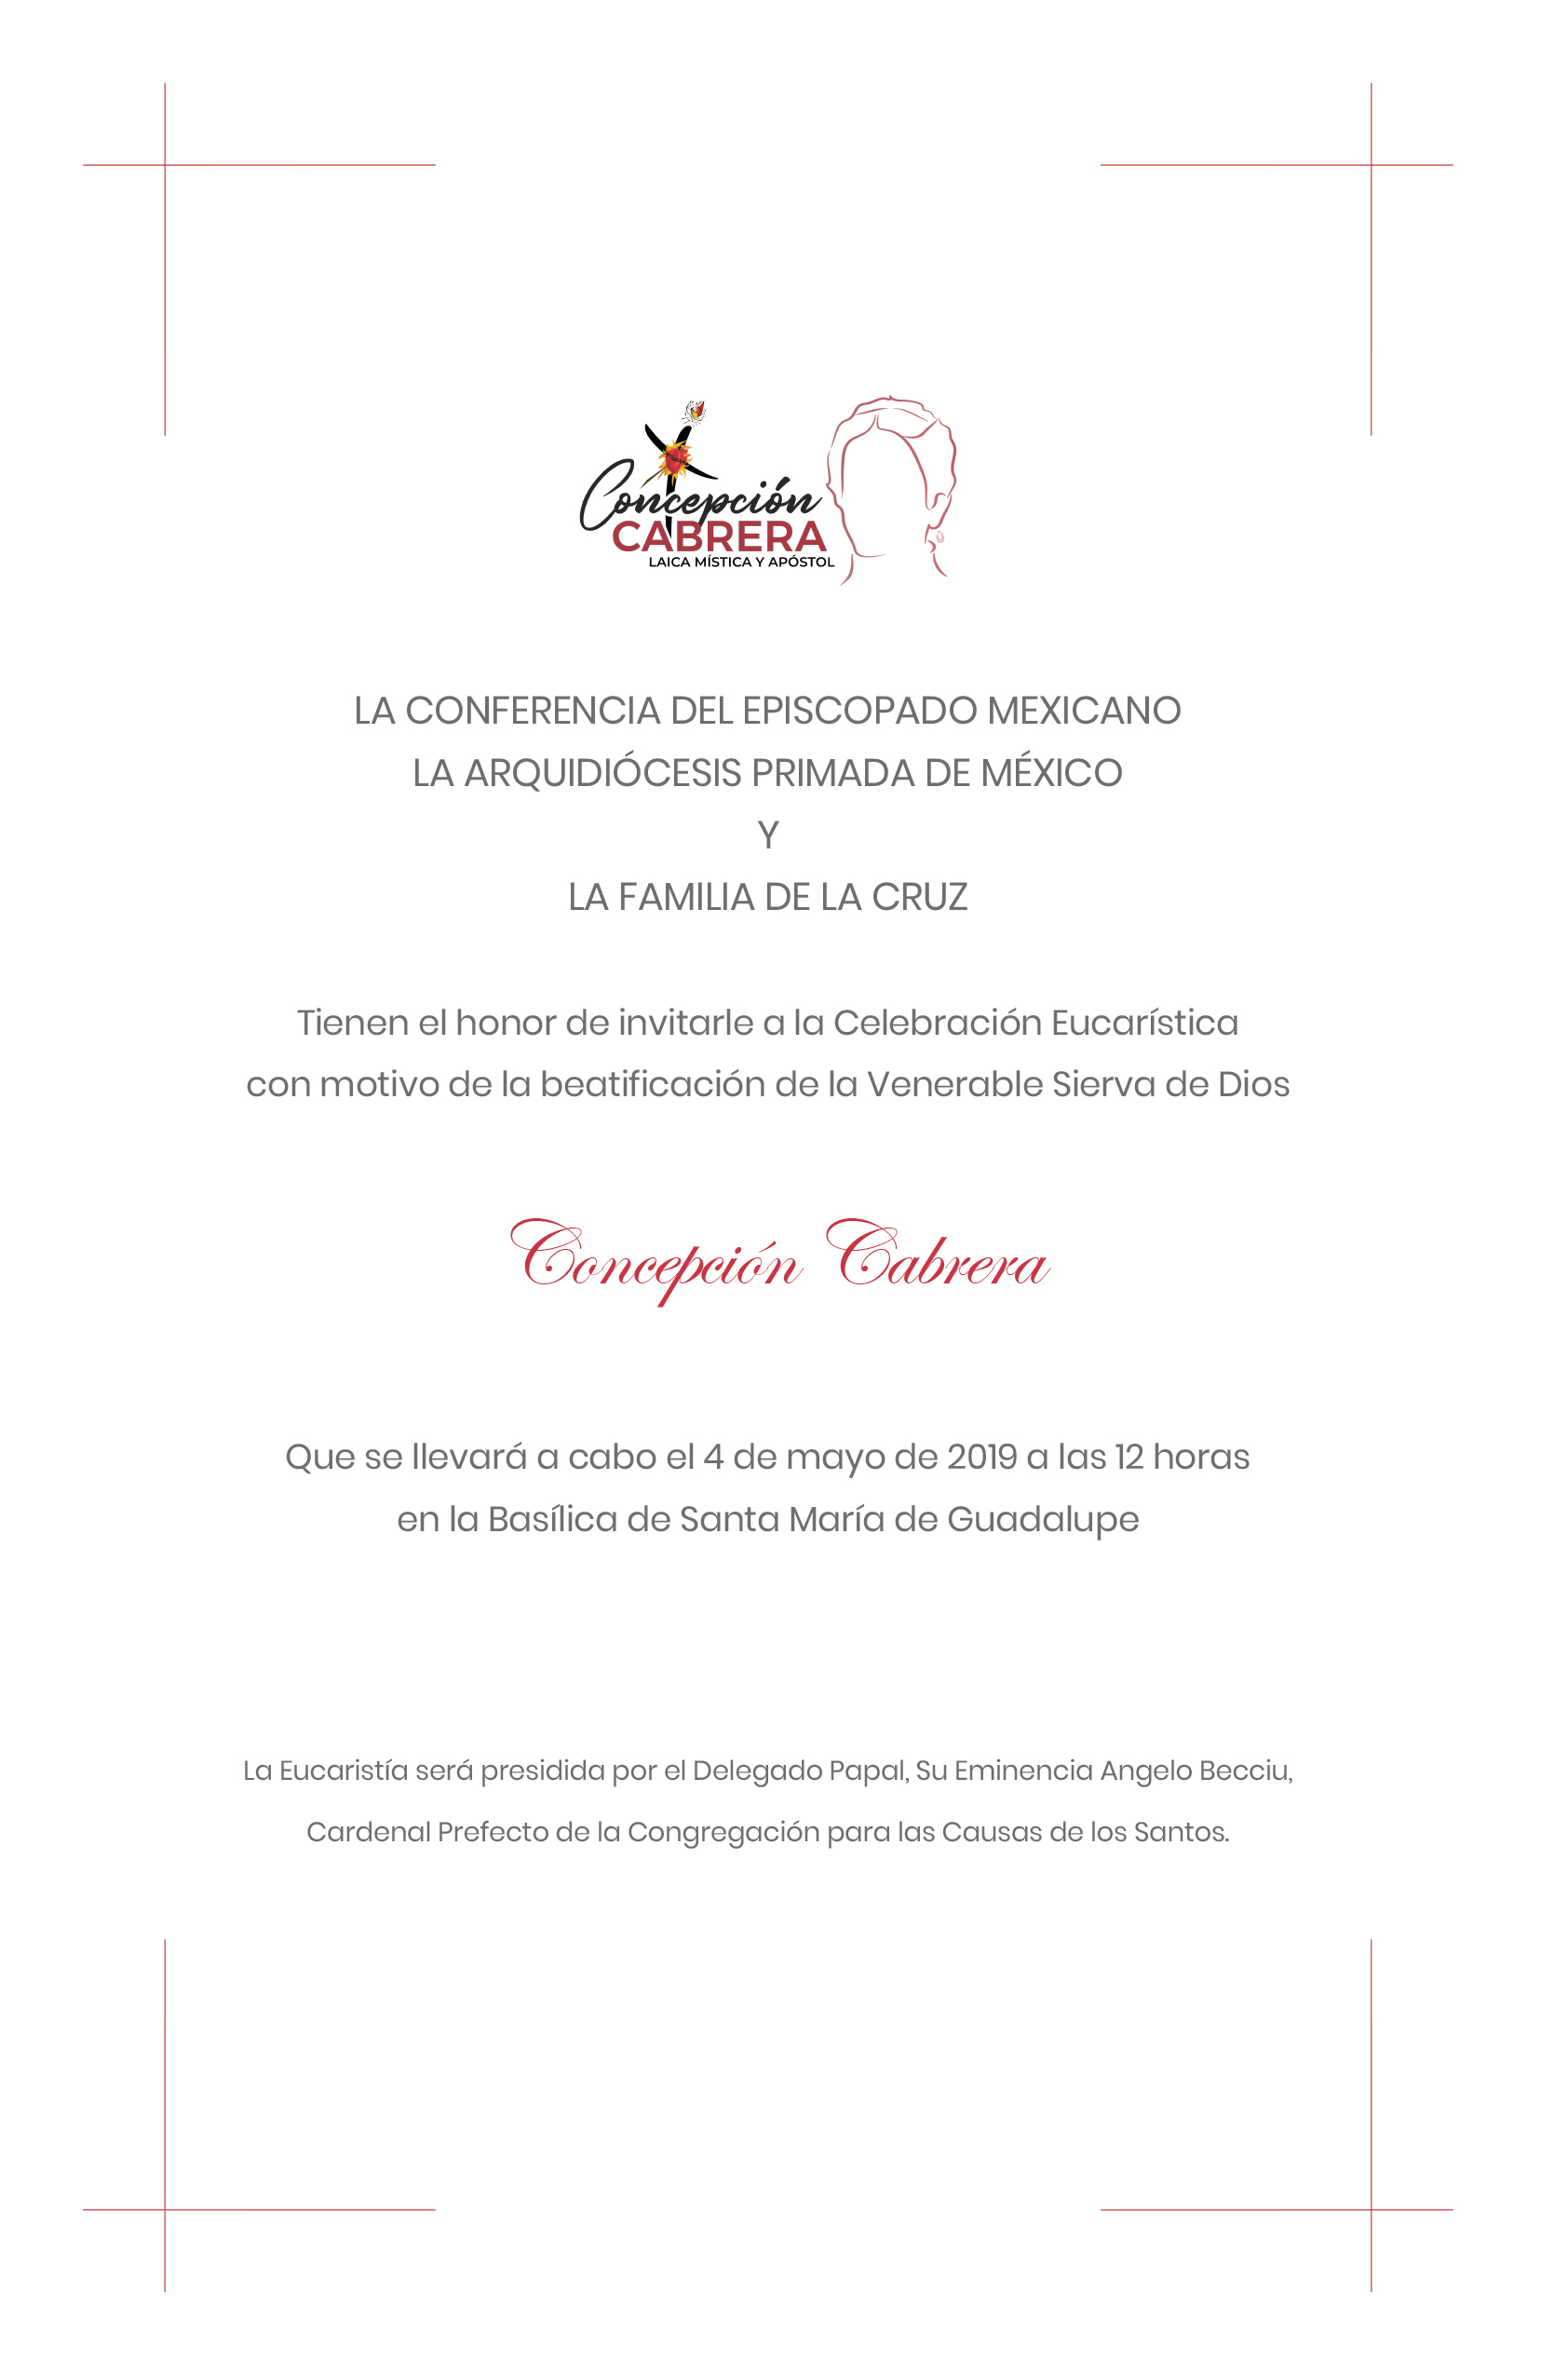 Concepción
CABRERA
LAICA MÍSTICA Y APÓSTOL
LA CONFERENCIA DEL EPISCOPADO MEXICANO
LA ARQUIDIÓCESIS PRIMADA DE MÉXICO
Y
LA FAMILIA DE LA CRUZ
Tienen el honor de invitarle a la Celebración Eucarística
con motivo de la beatificación de la Venerable Sierva de Dios
Concepción Cabrera
Que se llevará a cabo el 4 de mayo de 2019 a las 12 horas
en la Basílica de Santa María de Guadalupe
La Eucaristía será presidida por el Delegado Papal, Su Eminencia Angelo Becciu,
Cardenal Prefecto de la Congregación para las Causas de los Santos.